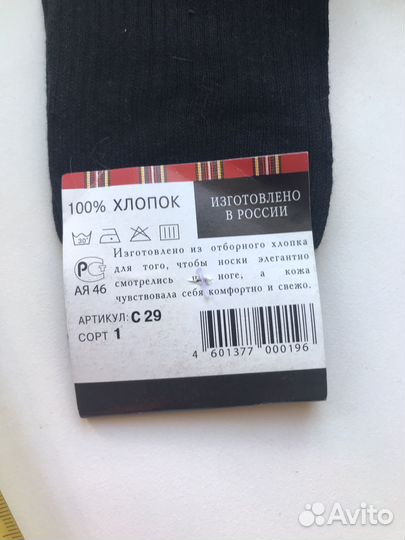 100% ХЛОПОК
ИЗГОТОВЛЕНО
В РОССИИ
30
Изготовлено из отборного хлопка
для того, чтобы носки элегантно
смотрелись на ноге, а кожа
чувствовала себя комфортно и свежо.
АЯ 46
АРТИКУЛ: С 29
СОРТ 1
4 601377 000196
Avito